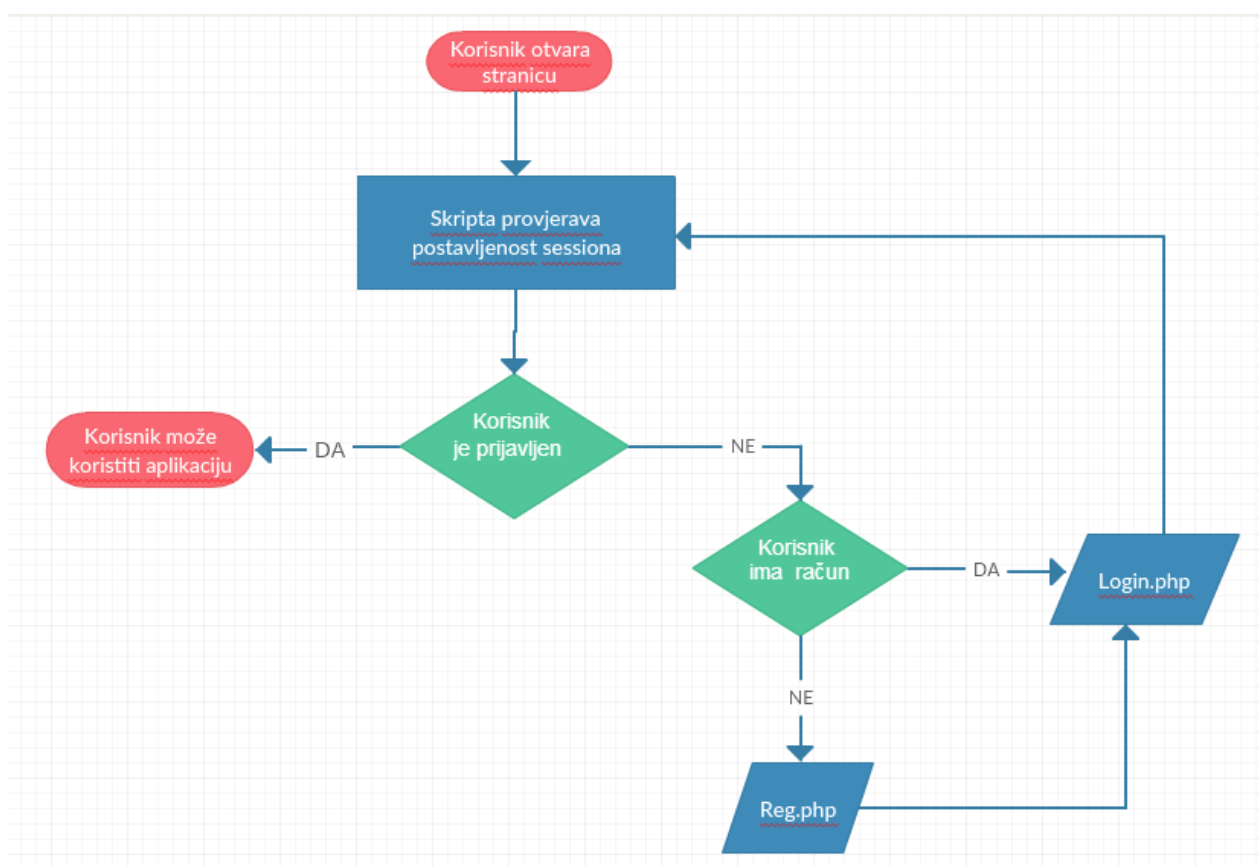 Korisnik otvara
stranicu
Skripta provjerava
postavljenost sessiona
Korisnik
je prijavljen
Korisnik može
koristiti aplikaciju
DA
NE
Korisnik
ima račun
DA
Login.php
NE
Reg.php